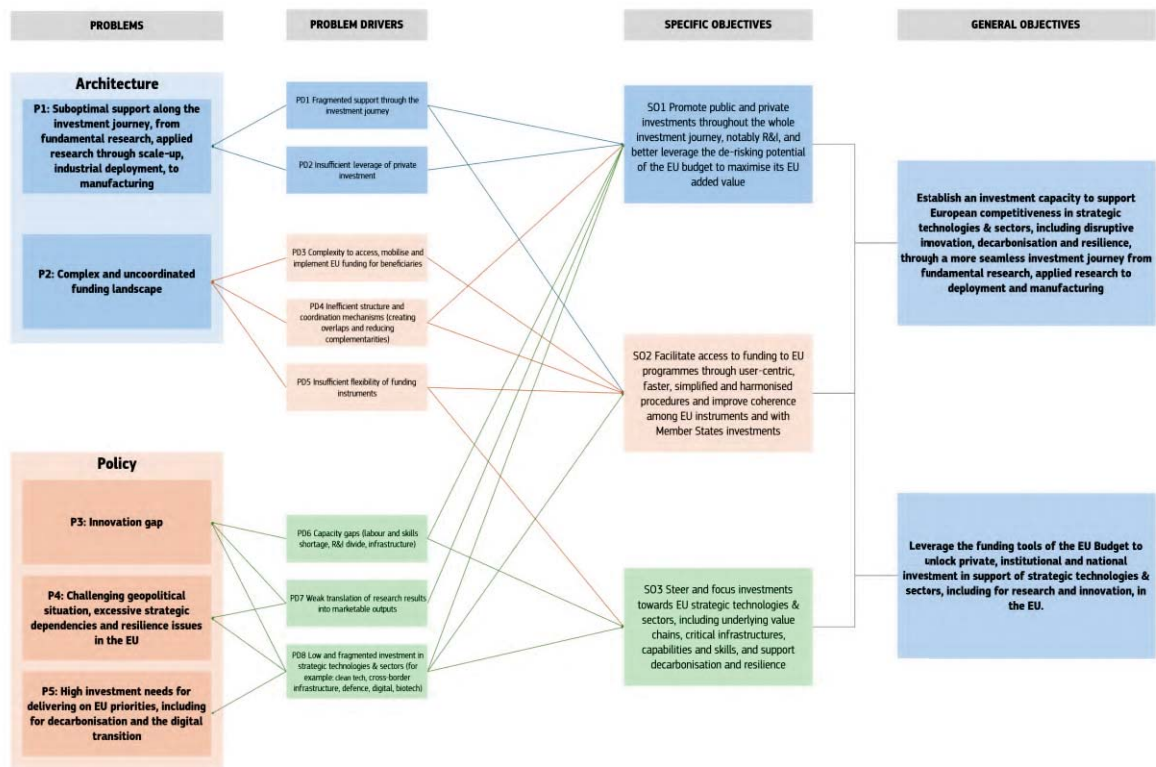 PROBLEMS
PROBLEM DRIVERS
SPECIFIC OBJECTIVES
GENERAL OBJECTIVES
Architecture
P1: Suboptimal support along the
investment journey, from
fundamental research, applied
research through scale-up,
industrial deployment, to
manufacturing
P2: Complex and uncoordinated
funding landscape
Policy
P3: Innovation gap
P4: Challenging geopolitical
situation, excessive strategic
dependencies and resilience issues
in the EU
P5: High investment needs for
delivering on EU priorities, including
for decarbonisation and the digital
transition
PD1 Fragmented support through the
investment journey
PD2 Insufficient leverage of private
investment
PD3 Complexity to access, mobilise and
implement EU funding for beneficiaries
PD4 Inefficient structure and
coordination mechanisms (creating
overlaps and reducing
complementarities)
PD5 Insufficient flexibility of funding
instruments
PD6 Capacity gaps (labour and skills
shortage, R&I divide, infrastructure)
PD7 Weak translation of research results
into marketable outputs
PD8 Low and fragmented investment in
strategic technologies & sectors (for
example: clean tech, cross-border
infrastructure, defence, digital, biotech)
SO1 Promote public and private
investments throughout the whole
investment journey, notably R&I, and
better leverage the de-risking potential
of the EU budget to maximise its EU
added value
SO2 Facilitate access to funding to EU
programmes through user-centric,
faster, simplified and harmonised
procedures and improve coherence
among EU instruments and with
Member States investments
SO3 Steer and focus investments
towards EU strategic technologies &
sectors, including underlying value
chains, critical infrastructures,
capabilities and skills, and support
decarbonisation and resilience
Establish an investment capacity to support
European competitiveness in strategic
technologies & sectors, including disruptive
innovation, decarbonisation and resilience,
through a more seamless investment journey from
fundamental research, applied research to
deployment and manufacturing
Leverage the funding tools of the EU Budget to
unlock private, institutional and national
investment in support of strategic technologies &
sectors, including for research and innovation, in
the EU.